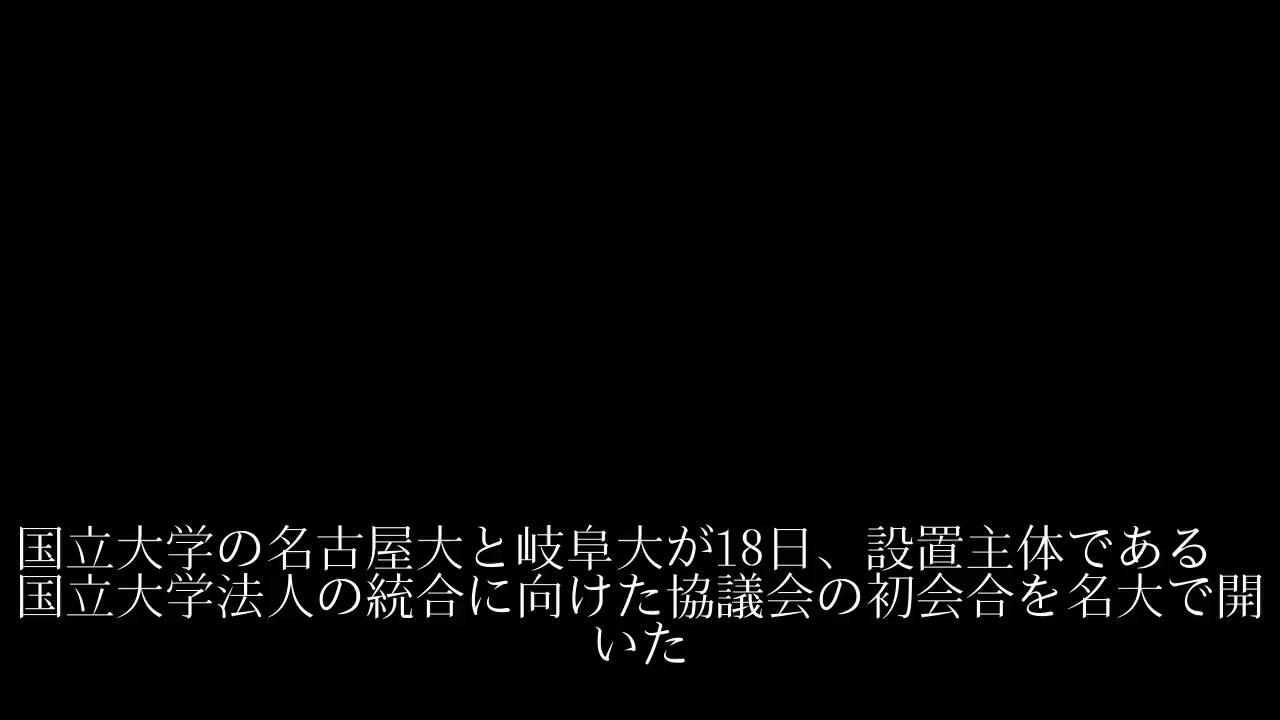 国立大学の名古屋大と岐阜大が18日、設置主体である
国立大学法人の統合に向けた協議会の初会合を名大で開
いた